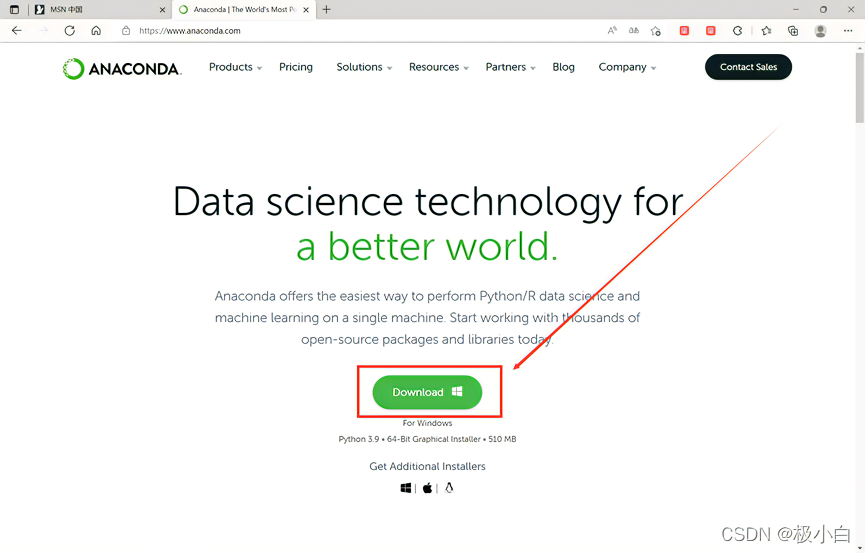 MSN 中国
Anaconda | The World's Most Po
https://www.anaconda.com
ANACONDA.
Products
Pricing
Solutions
Resources
Partners
Blog
Company
Contact Sales
Data science technology for
a better world.
Anaconda offers the easiest way to perform Python/R data science and
machine learning on a single machine. Start working with thousands of
open-source packages and libraries today.
Download
For Windows
Python 3.9 • 64-Bit Graphical Installer • 510 MB
Get Additional Installers
CSDN @极小白